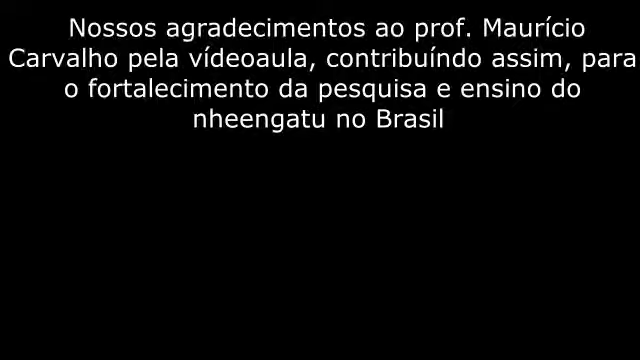 Nossos agradecimentos ao prof. Maurício
Carvalho pela vídeoaula, contribuíndo assim, para
o fortalecimento da pesquisa e ensino do
nheengatu no Brasil